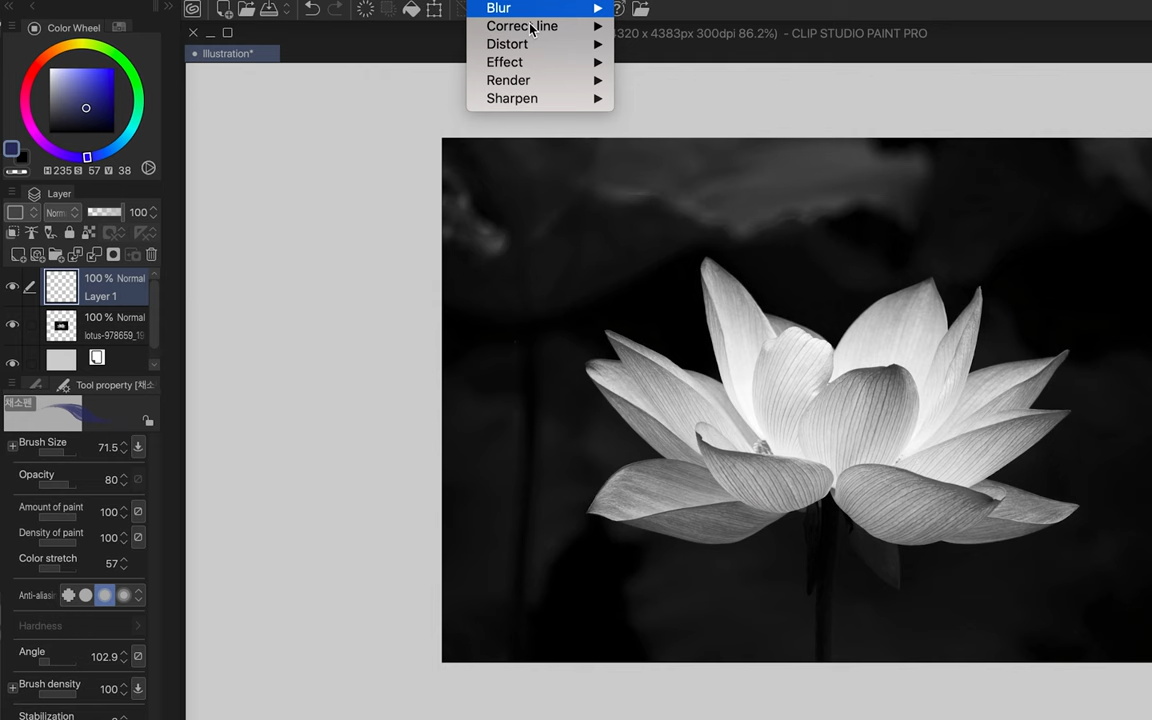 Blur
Correct line
Distort
Effect
Render
Sharpen
320 x 4383px 300dpi 86.2%) - CLIP STUDIO PAINT PRO
Color Wheel
Illustration*
H 235 S 57 V 38
Layer
Norm
100
100 % Normal
Layer 1
100 % Normal
lotus-978659_19
Tool property [채소
채소펜
Brush Size 71.5
Opacity 80
Amount of paint 100
Density of paint 100
Color stretch 57
Anti-aliasin
Hardness
Angle 102.9
Brush density 100
Stabilization